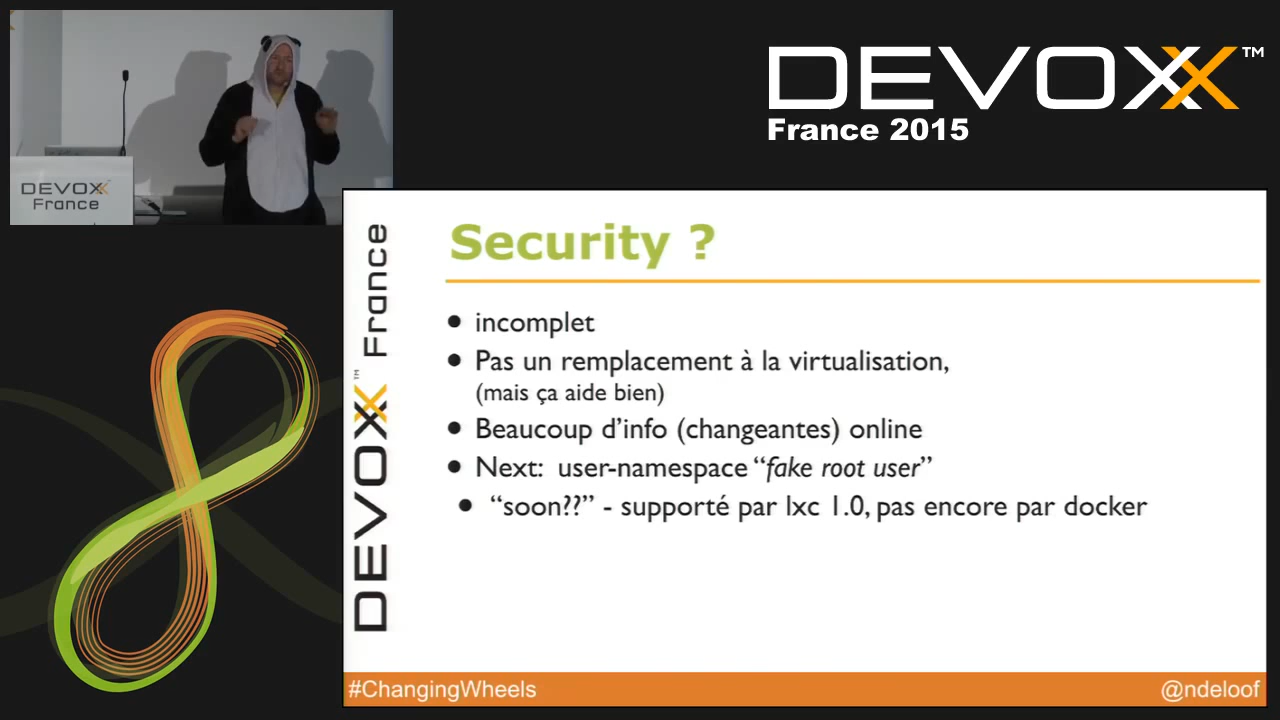 DEVOXX™
France 2015
DEVOXX
France
DEVOXX™ France
Security ?
• incomplet
• Pas un remplacement à la virtualisation,
(mais ça aide bien)
• Beaucoup d’info (changeantes) online
• Next: user-namespace “fake root user”
• “soon??” - supporté par lxc 1.0, pas encore par docker
#ChangingWheels
@ndeloof